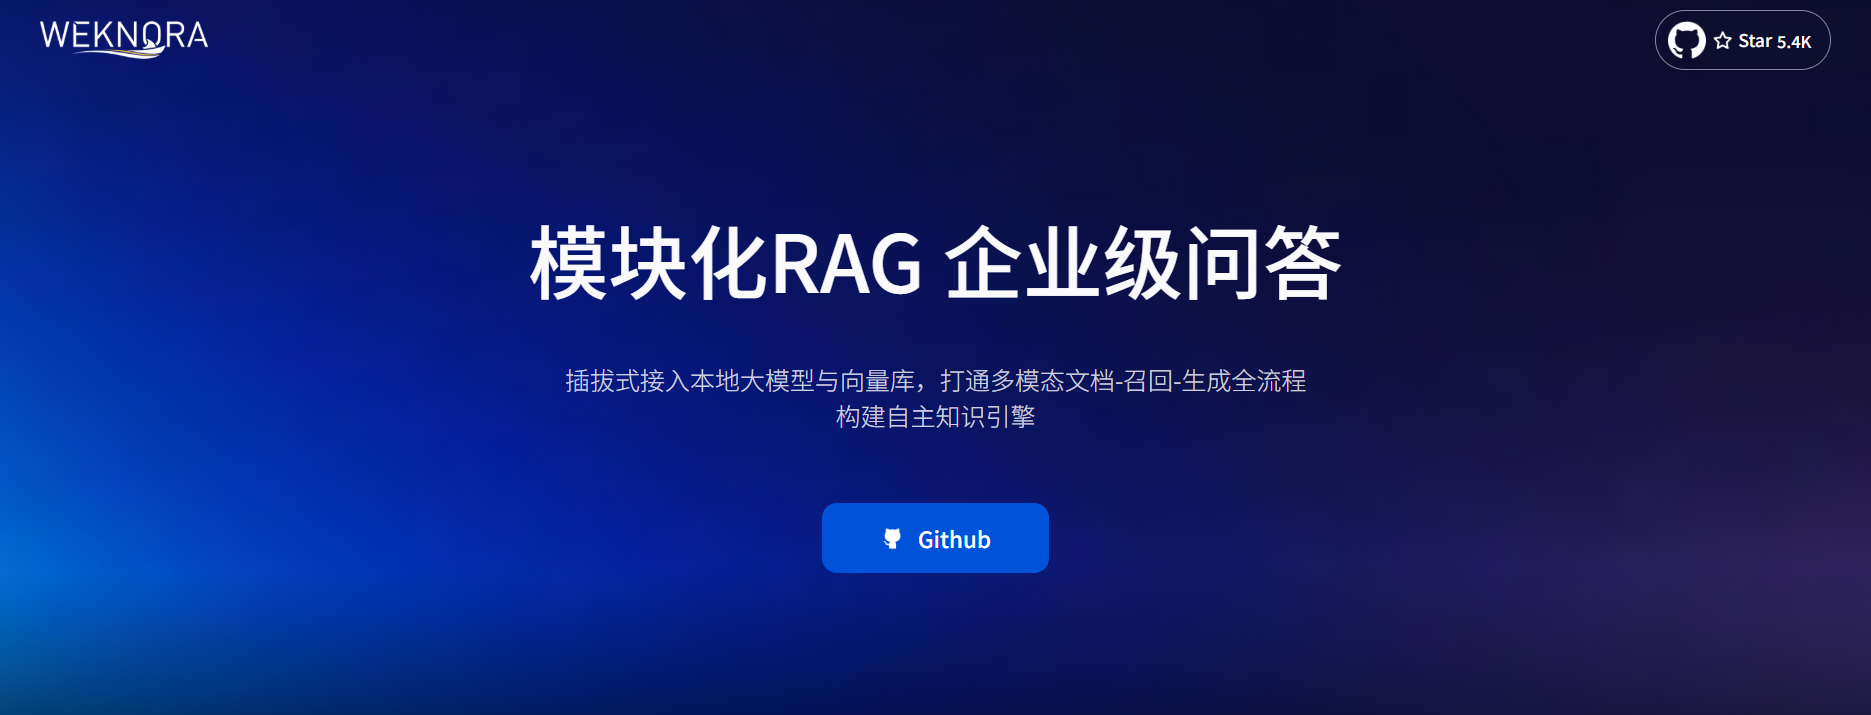 WEKNORA
Star 5.4K
模块化RAG 企业级问答
插拔式接入本地大模型与向量库，打通多模态文档-召回-生成全流程
构建自主知识引擎
Github